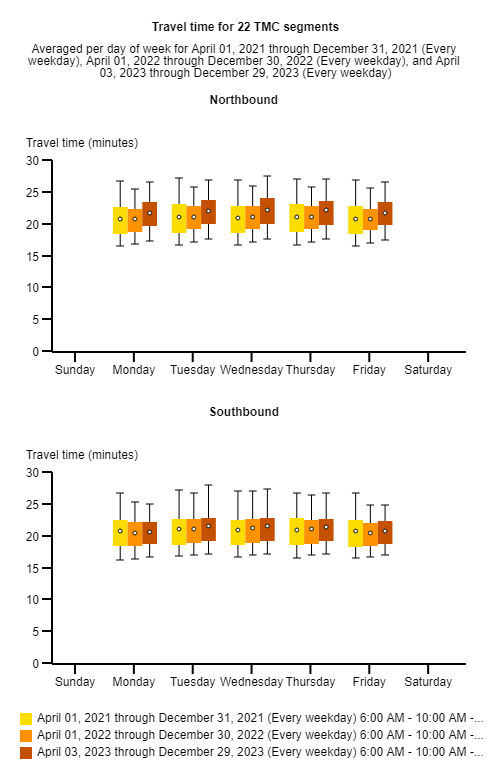 Travel time for 22 TMC segments
Averaged per day of week for April 01, 2021 through December 31, 2021 (Every
weekday), April 01, 2022 through December 30, 2022 (Every weekday), and April
03, 2023 through December 29, 2023 (Every weekday)
Northbound
Travel time (minutes)
30
25
20
15
10
5
0
Sunday Monday Tuesday Wednesday Thursday Friday Saturday
Southbound
Travel time (minutes)
30
25
20
15
10
5
0
Sunday Monday Tuesday Wednesday Thursday Friday Saturday
April 01, 2021 through December 31, 2021 (Every weekday) 6:00 AM - 10:00 AM -...
April 01, 2022 through December 30, 2022 (Every weekday) 6:00 AM - 10:00 AM -...
April 03, 2023 through December 29, 2023 (Every weekday) 6:00 AM - 10:00 AM -...